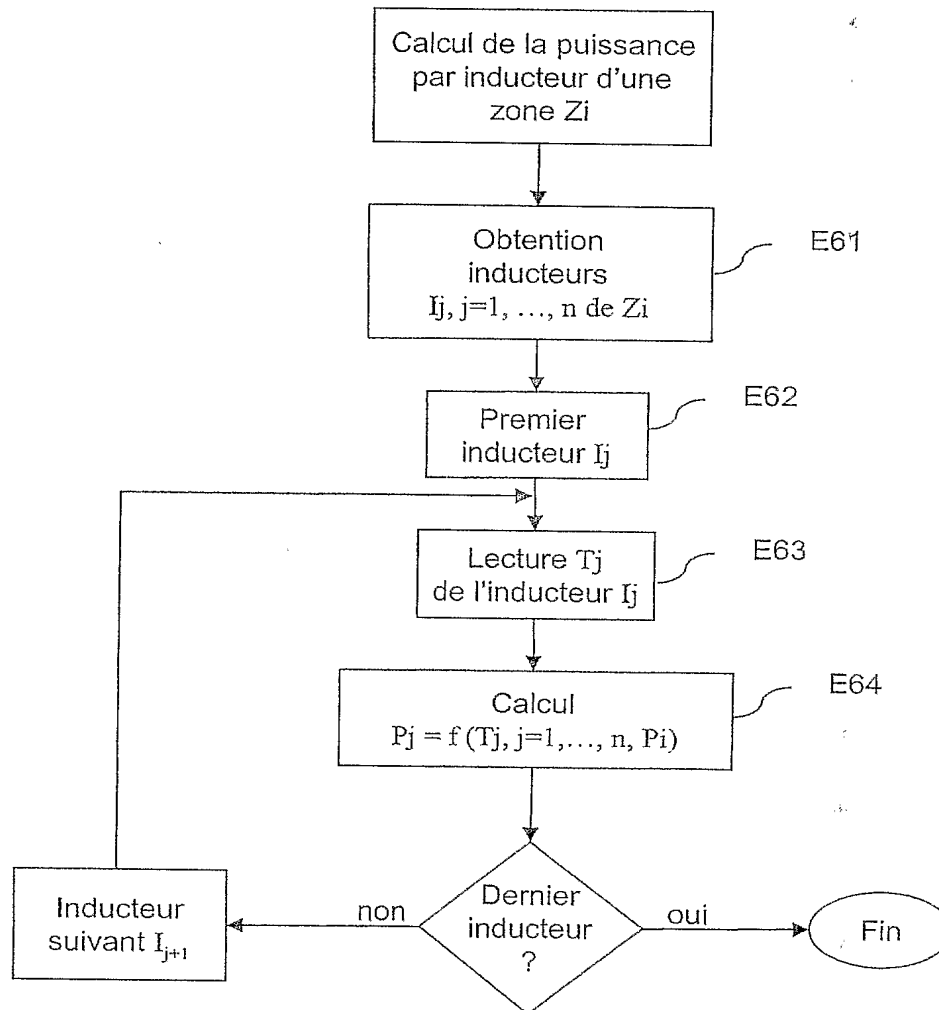 Calcul de la puissance
par inducteur d'une
zone Zi
Obtention
inducteurs
Ij, j=1, …, n de Zi
E61
Premier
inducteur Ij
E62
Lecture Tj
de l'inducteur Ij
E63
Calcul
Pj = f (Tj, j=1,…, n, Pi)
E64
Dernier
inducteur
?
non
oui
Inducteur
suivant Ij+1
Fin